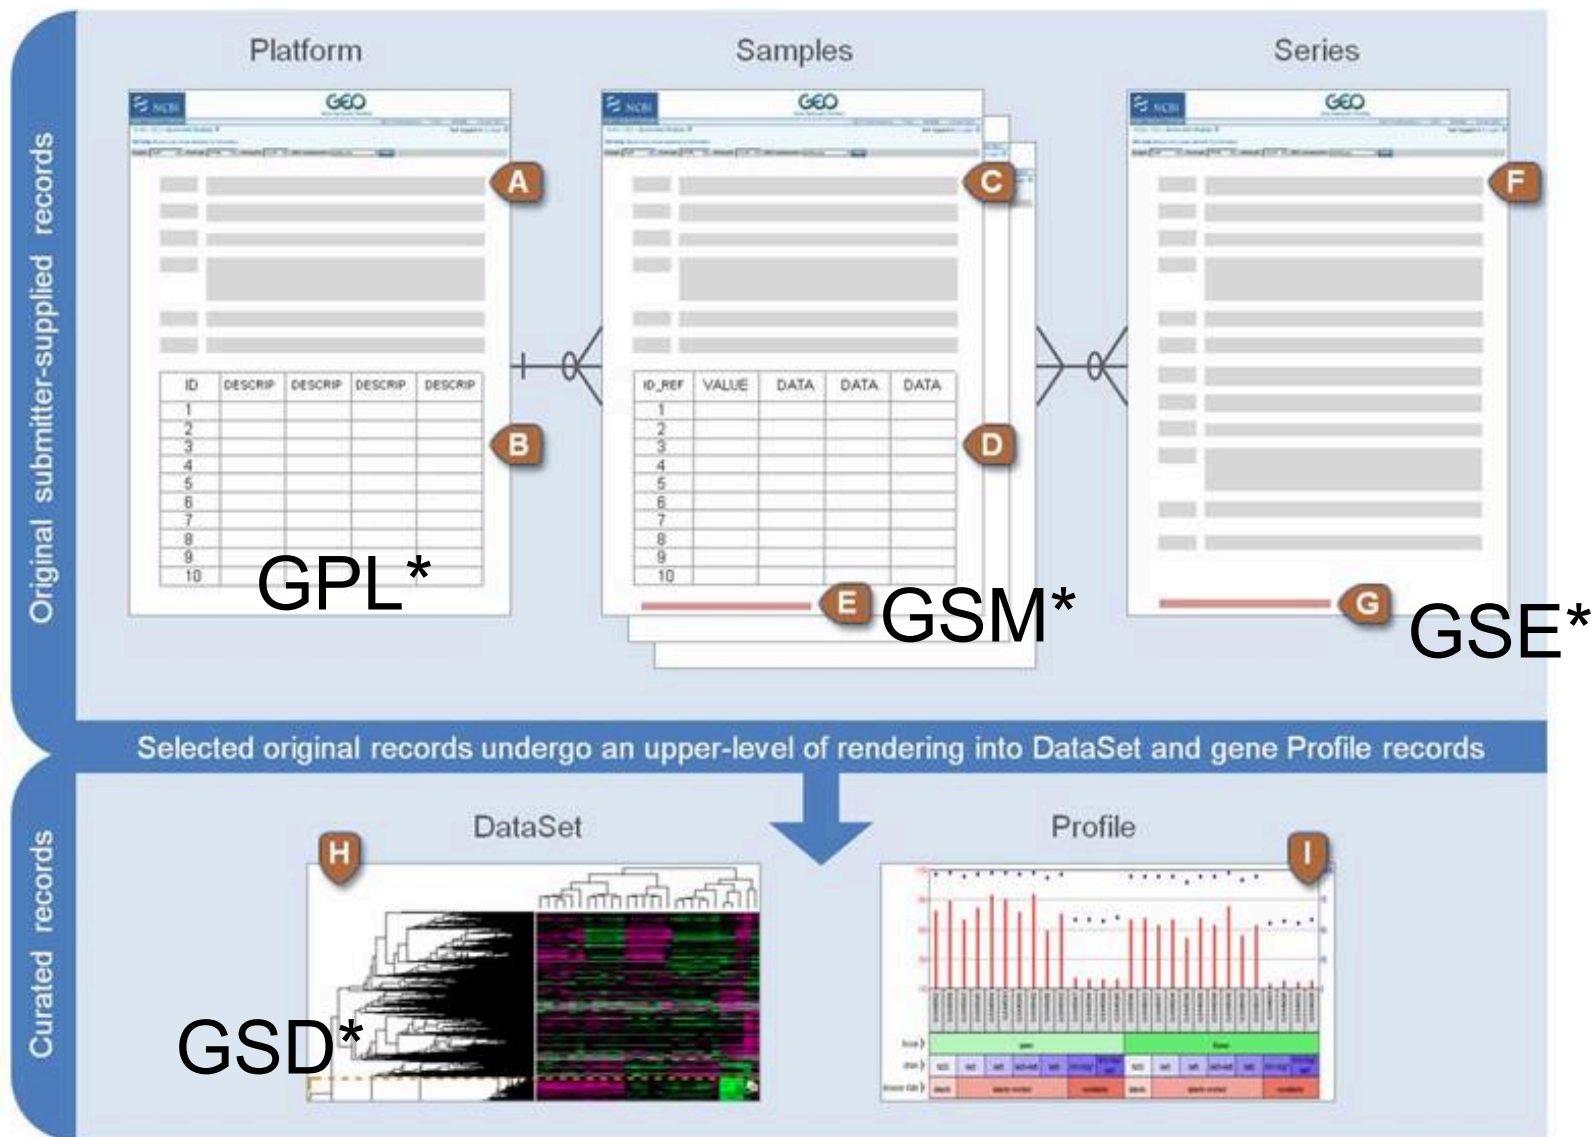 Original submitter-supplied records
Platform
Samples
Series
NCBI
GEO
NCBI
GEO
NCBI
GEO
A
C
F
ID DESCRIP DESCRIP DESCRIP DESCRIP
1
2
3
4
5
6
7
8
9
10
B
GPL*
ID_REF VALUE DATA DATA DATA
1
2
3
4
5
6
7
8
9
10
D
E
GSM*
G
GSE*
Selected original records undergo an upper-level of rendering into DataSet and gene Profile records
Curated records
DataSet
Profile
H
I
GSD*